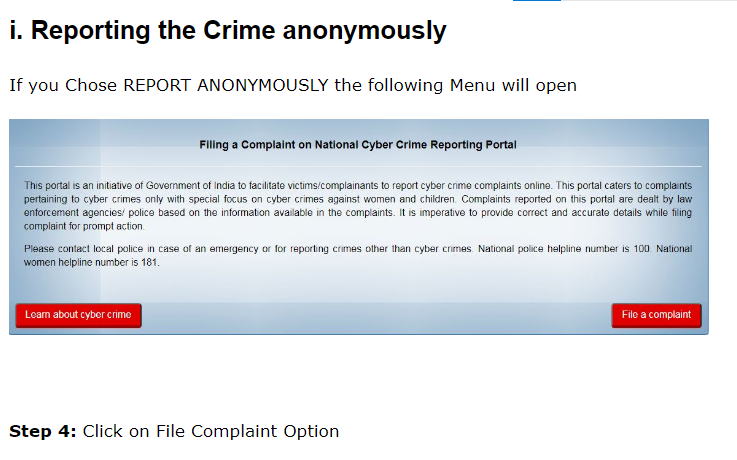 i. Reporting the Crime anonymously
If you Chose REPORT ANONYMOUSLY the following Menu will open
Filing a Complaint on National Cyber Crime Reporting Portal
This portal is an initiative of Government of India to facilitate victims/complainants to report cyber crime complaints online. This portal caters to complaints
pertaining to cyber crimes only with special focus on cyber crimes against women and children. Complaints reported on this portal are dealt by law
enforcement agencies/ police based on the information available in the complaints. It is imperative to provide correct and accurate details while filing
complaint for prompt action.
Please contact local police in case of an emergency or for reporting crimes other than cyber crimes. National police helpline number is 100. National
women helpline number is 181.
Learn about cyber crime
File a complaint
Step 4: Click on File Complaint Option